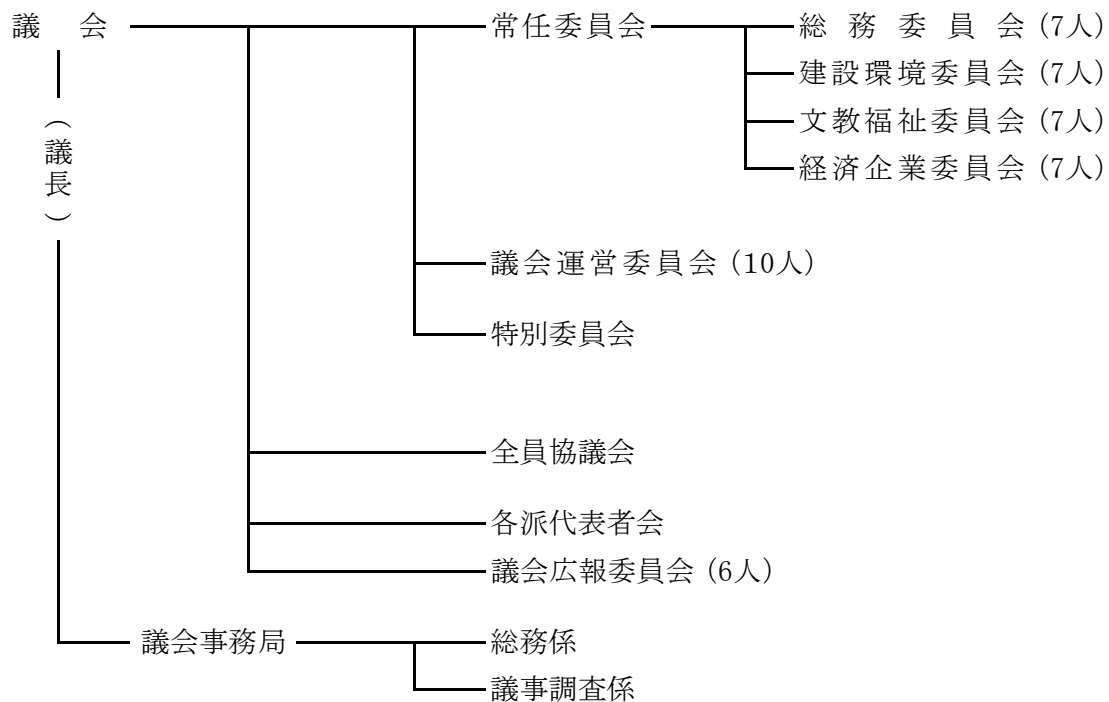 議会 常任委員会 総務委員会（7人）
建設環境委員会（7人）
文教福祉委員会（7人）
経済企業委員会（7人）
（議長）
議会運営委員会（10人）
特別委員会
全員協議会
各派代表者会
議会広報委員会（6人）
議会事務局 総務係
議事調査係